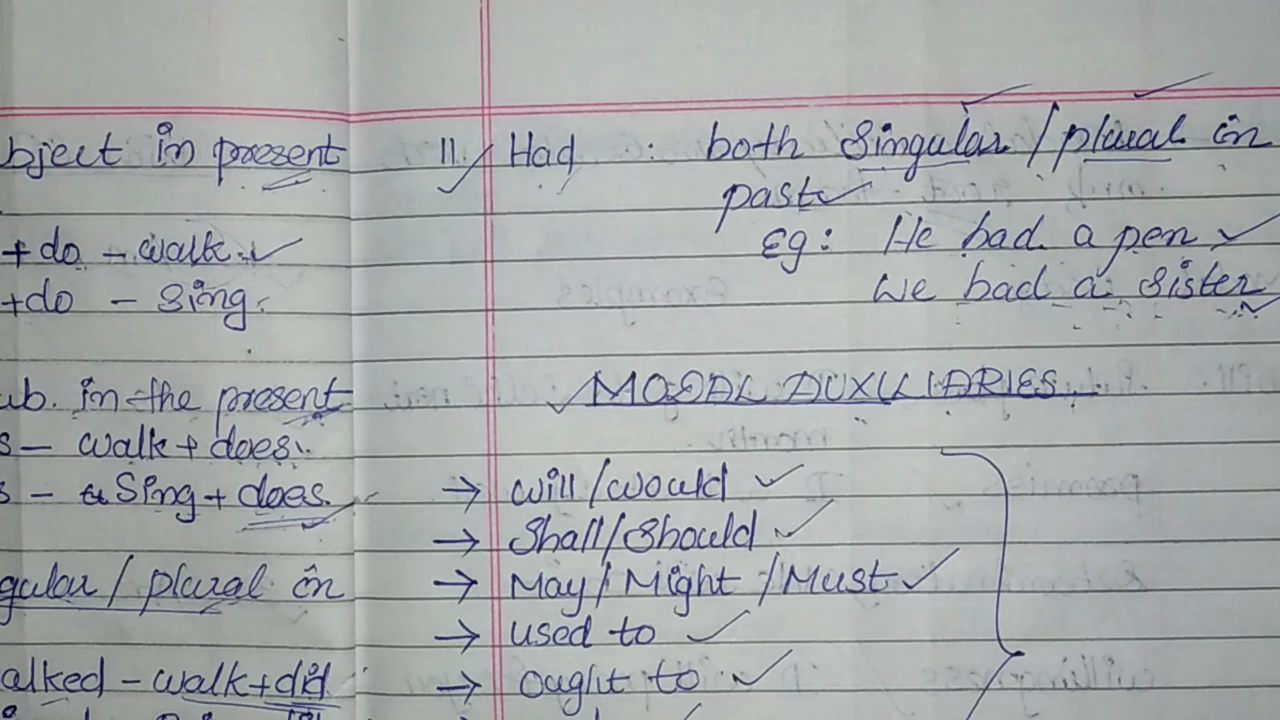 bject in present
+ do - walk.
+do - Sing.
ub. in the present
s - walk + does.
s - Sing + does.
gular / plural in
alked - walk+did
11/ Had : both Singular / plural in
past
Eg: He had a pen
We had a Sister
MODAL AUXILIARIES
→ will/would
→ Shall/Should
→ May/Might/Must
→ used to
→ ought to